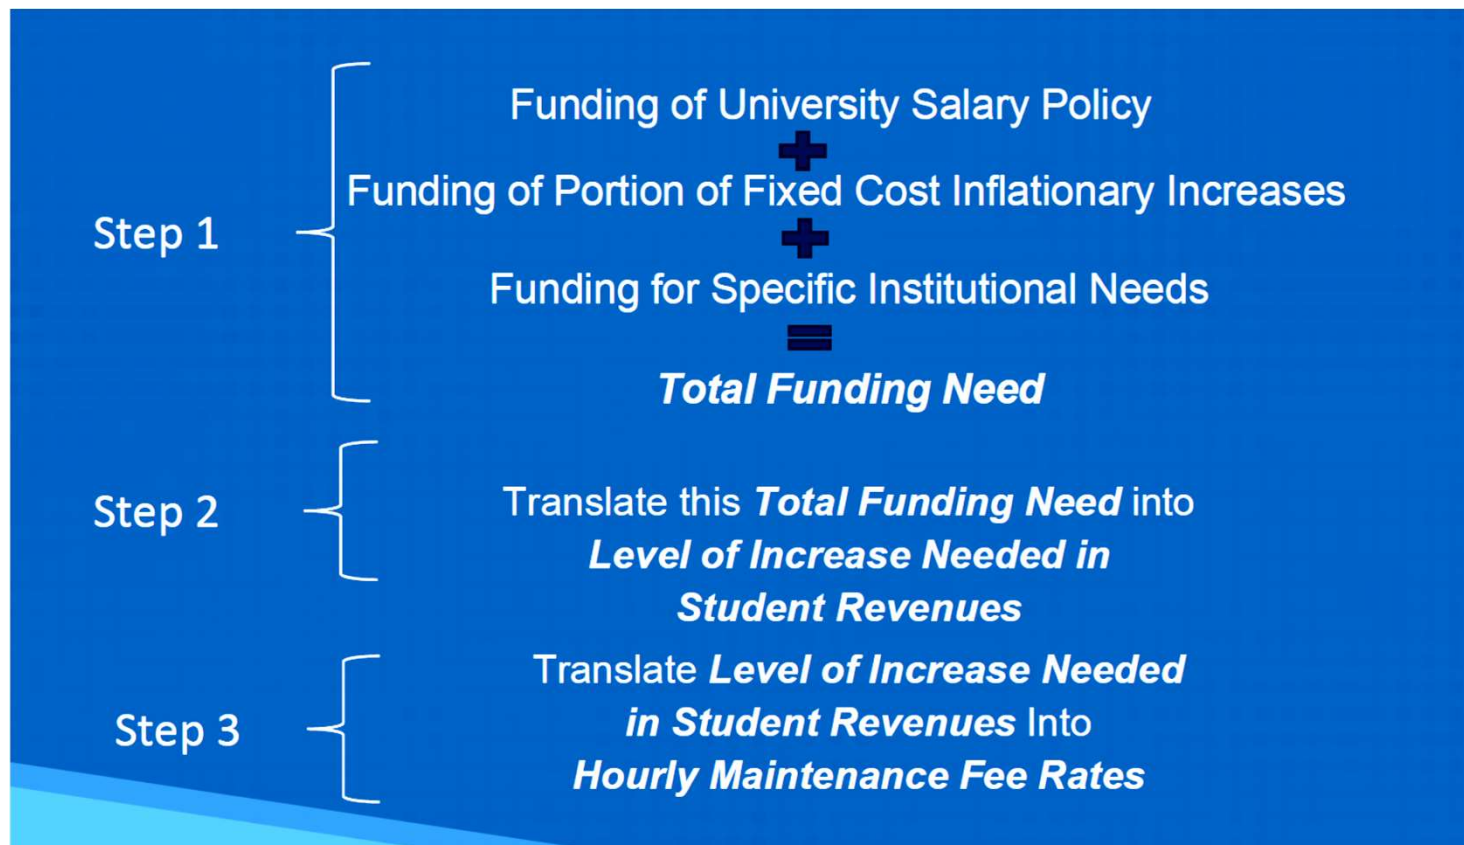 Step 1
Funding of University Salary Policy
+
Funding of Portion of Fixed Cost Inflationary Increases
+
Funding for Specific Institutional Needs
=
Total Funding Need
Step 2
Translate this Total Funding Need into
Level of Increase Needed in
Student Revenues
Step 3
Translate Level of Increase Needed
in Student Revenues Into
Hourly Maintenance Fee Rates